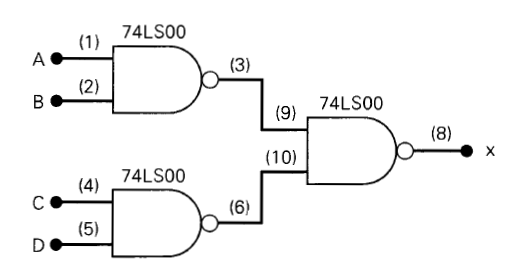 74LS00
A (1)
B (2)
(3)
74LS00
(9)
(10)
(8) x
74LS00
C (4)
D (5)
(6)